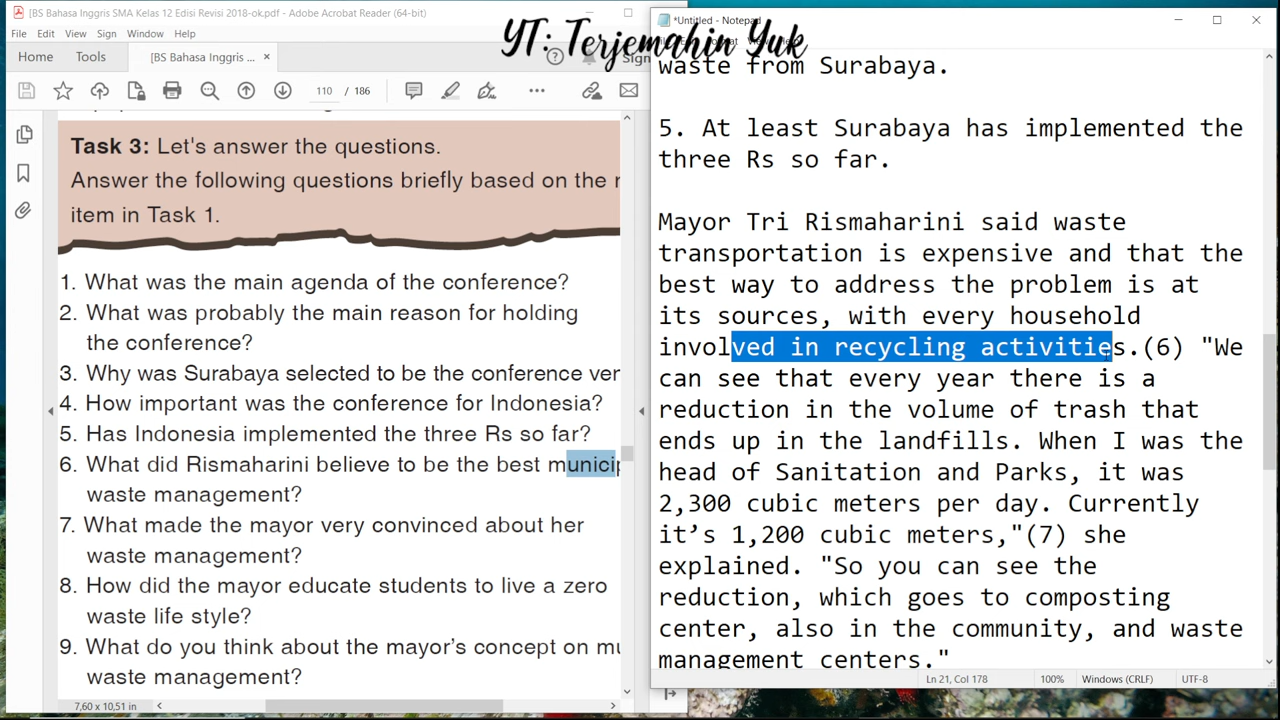 [BS Bahasa Inggris SMA Kelas 12 Edisi Revisi 2018-ok.pdf - Adobe Acrobat Reader (64-bit)
File Edit View Sign Window Help
Home Tools [BS Bahasa Inggris ... × Sign
110 / 186
Task 3: Let's answer the questions.
Answer the following questions briefly based on the
item in Task 1.
1. What was the main agenda of the conference?
2. What was probably the main reason for holding
the conference?
3. Why was Surabaya selected to be the conference ver
4. How important was the conference for Indonesia?
5. Has Indonesia implemented the three Rs so far?
6. What did Rismaharini believe to be the best municip
waste management?
7. What made the mayor very convinced about her
waste management?
8. How did the mayor educate students to live a zero
waste life style?
9. What do you think about the mayor's concept on mu
waste management?
7,60 x 10,51 in
YT: Terjemahin Yuk
*Untitled - Notepad
waste from Surabaya.
5. At least Surabaya has implemented the
three Rs so far.
Mayor Tri Rismaharini said waste
transportation is expensive and that the
best way to address the problem is at
its sources, with every household
involved in recycling activities.(6) "We
can see that every year there is a
reduction in the volume of trash that
ends up in the landfills. When I was the
head of Sanitation and Parks, it was
2,300 cubic meters per day. Currently
it’s 1,200 cubic meters,"(7) she
explained. "So you can see the
reduction, which goes to composting
center, also in the community, and waste
management centers."
Ln 21, Col 178 100% Windows (CRLF) UTF-8